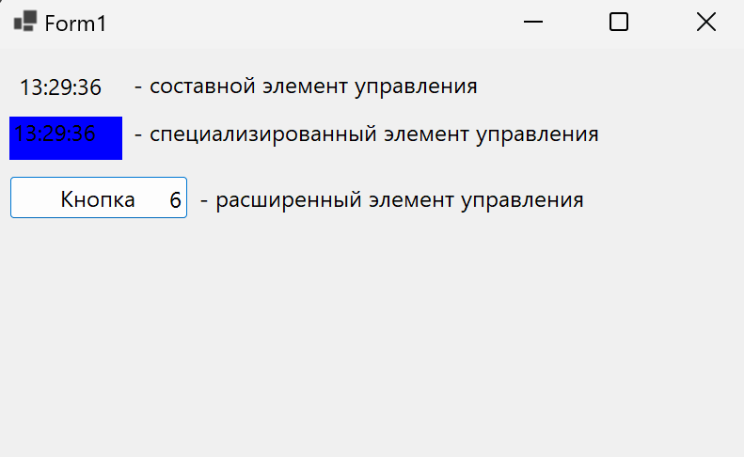 Form1
13:29:36 - составной элемент управления
13:29:36 - специализированный элемент управления
Кнопка 6 - расширенный элемент управления